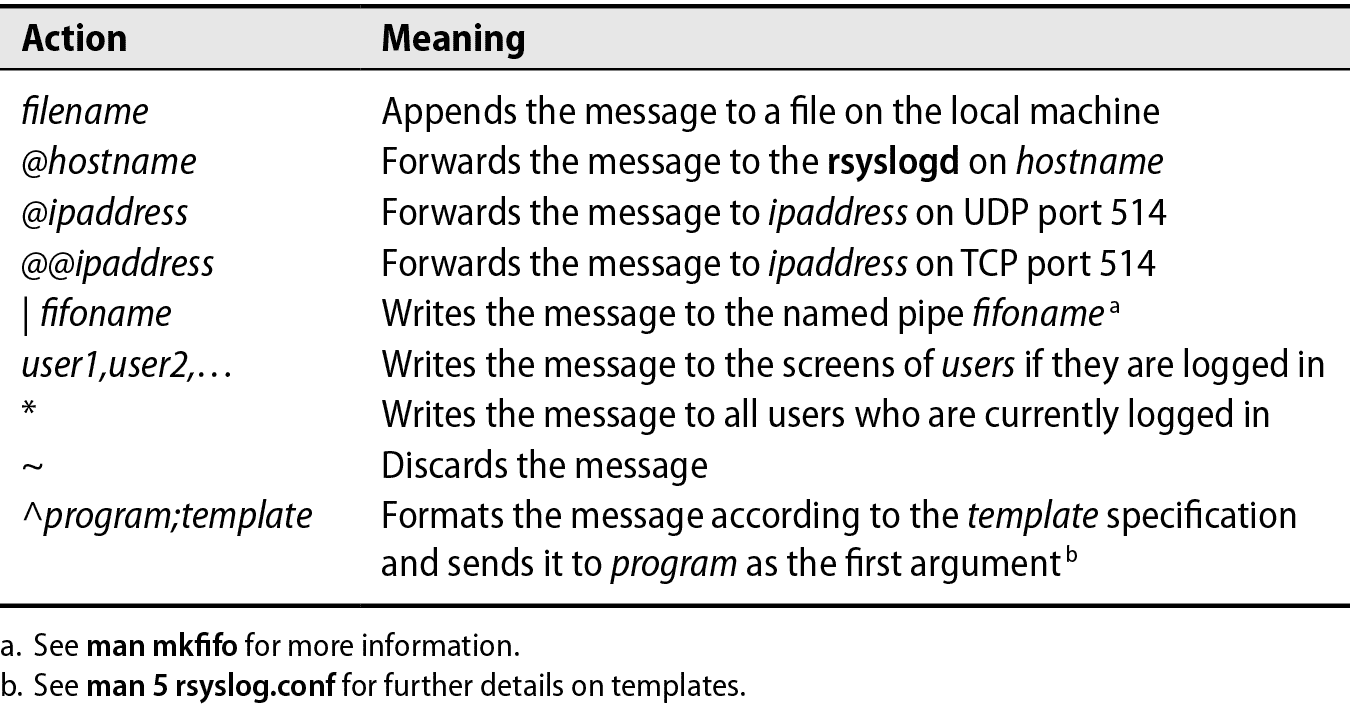 Action Meaning
filename Appends the message to a file on the local machine
@hostname Forwards the message to the rsyslogd on hostname
@ipaddress Forwards the message to ipaddress on UDP port 514
@@ipaddress Forwards the message to ipaddress on TCP port 514
| fifoname Writes the message to the named pipe fifoname a
user1,user2,… Writes the message to the screens of users if they are logged in
* Writes the message to all users who are currently logged in
~ Discards the message
^program;template Formats the message according to the template specification
and sends it to program as the first argument b
a. See man mkfifo for more information.
b. See man 5 rsyslog.conf for further details on templates.